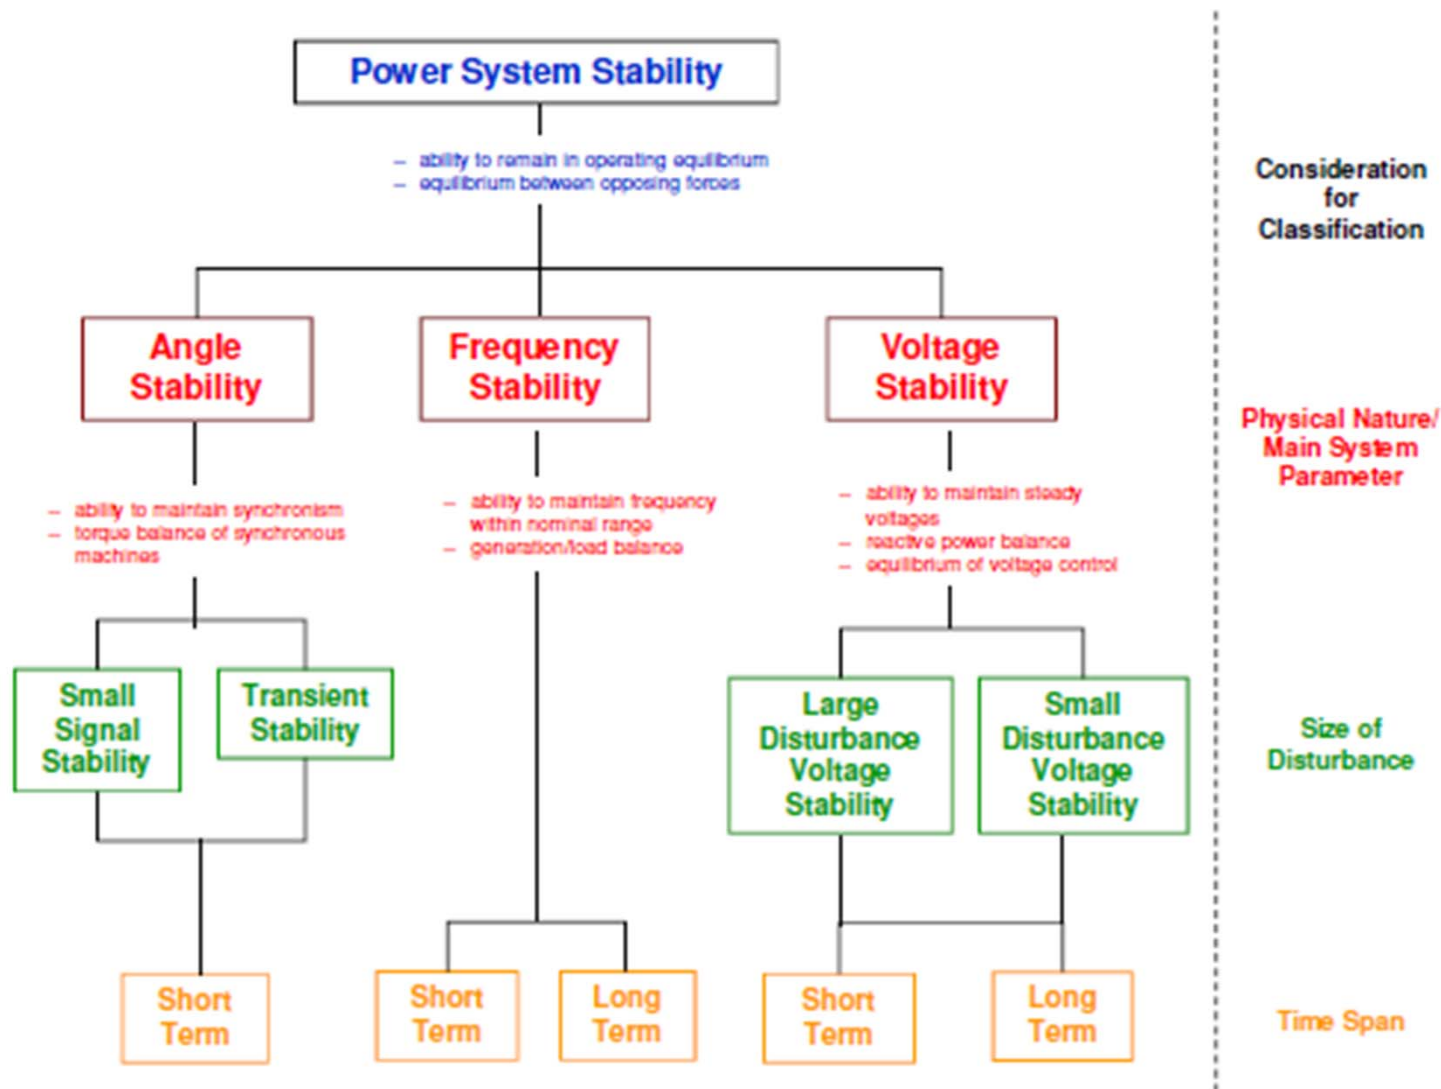 Power System Stability
– ability to remain in operating equilibrium
– equilibrium between opposing forces
Consideration
for
Classification
Angle
Stability
Frequency
Stability
Voltage
Stability
Physical Nature/
Main System
Parameter
– ability to maintain synchronism
– torque balance of synchronous
machines
– ability to maintain frequency
within nominal range
– generation/load balance
– ability to maintain steady
voltages
– reactive power balance
– equilibrium of voltage control
Small
Signal
Stability
Transient
Stability
Large
Disturbance
Voltage
Stability
Small
Disturbance
Voltage
Stability
Size of
Disturbance
Short
Term
Short
Term
Long
Term
Short
Term
Long
Term
Time Span